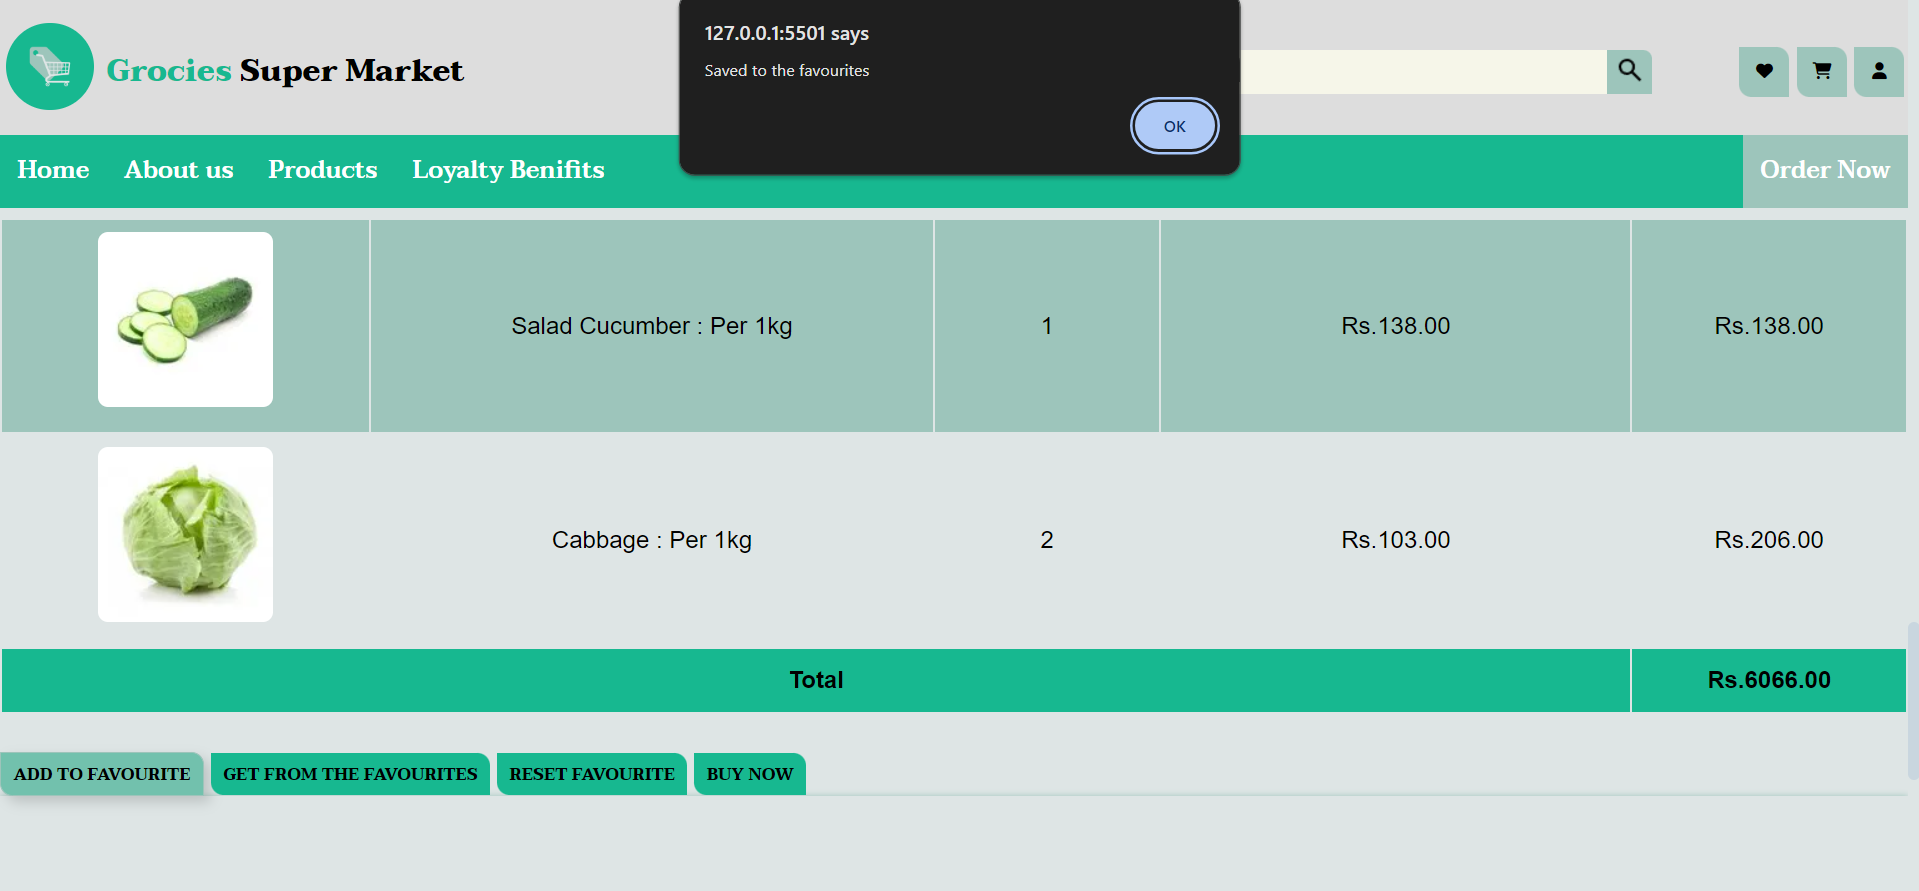 127.0.0.1:5501 says
Saved to the favourites
OK
Grocies Super Market
Home About us Products Loyalty Benifits Order Now
Salad Cucumber : Per 1kg 1 Rs.138.00 Rs.138.00
Cabbage : Per 1kg 2 Rs.103.00 Rs.206.00
Total Rs.6066.00
ADD TO FAVOURITE GET FROM THE FAVOURITES RESET FAVOURITE BUY NOW